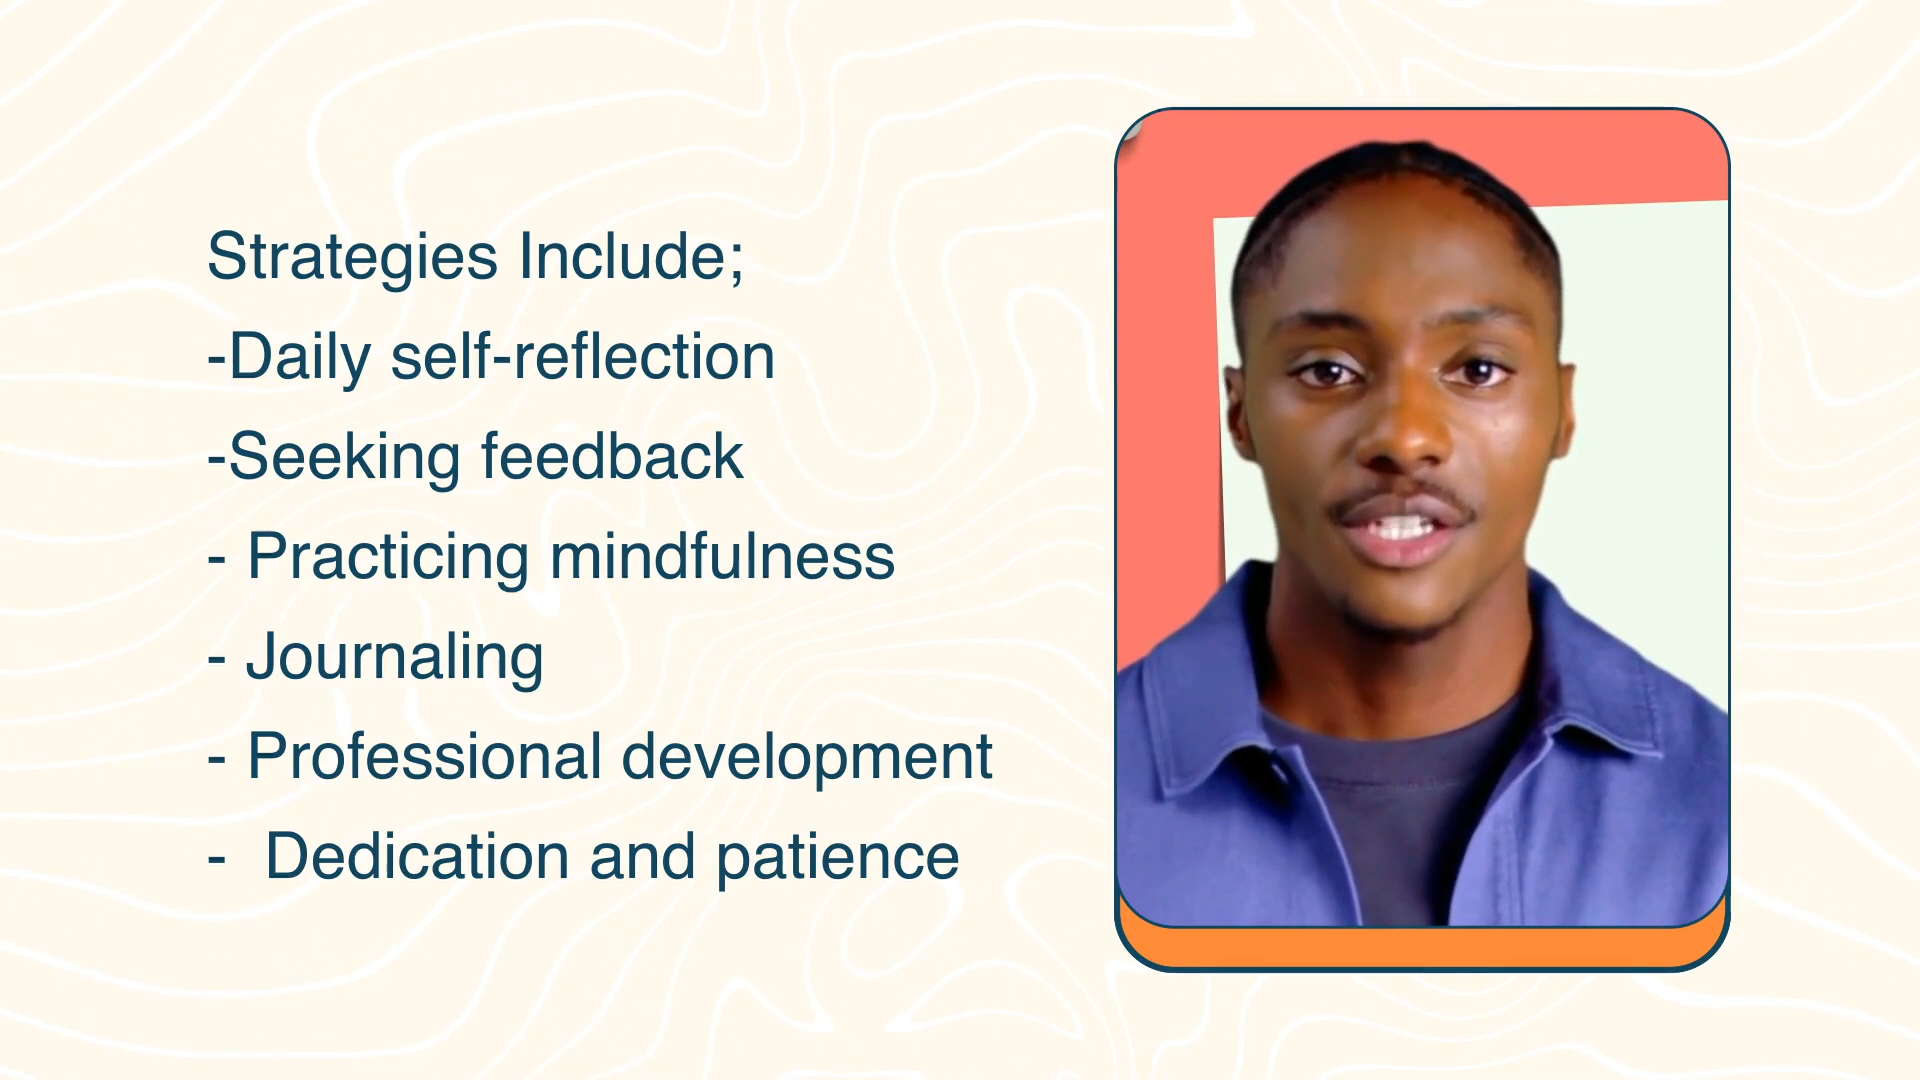 Strategies Include;
-Daily self-reflection
-Seeking feedback
- Practicing mindfulness
- Journaling
- Professional development
-  Dedication and patience